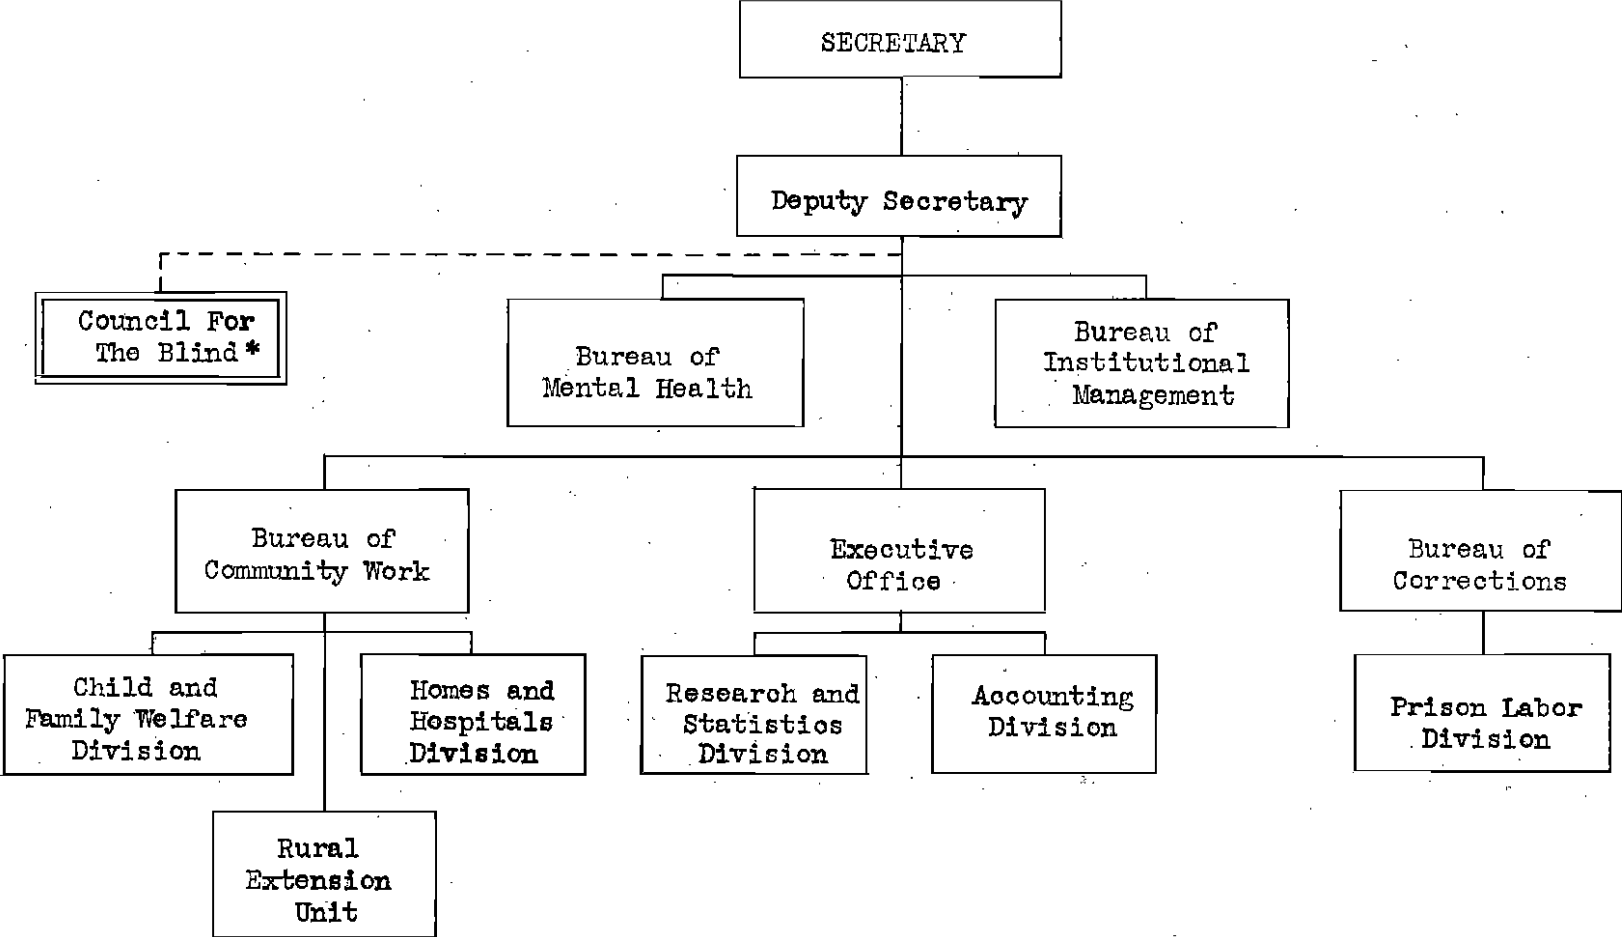 SECRETARY
Deputy Secretary
Council For
The Blind*
Bureau of
Mental Health
Bureau of
Institutional
Management
Bureau of
Community Work
Executive
Office
Bureau of
Corrections
Child and
Family Welfare
Division
Homes and
Hospitals
Division
Research and
Statistics
Division
Accounting
Division
Prison Labor
Division
Rural
Extension
Unit